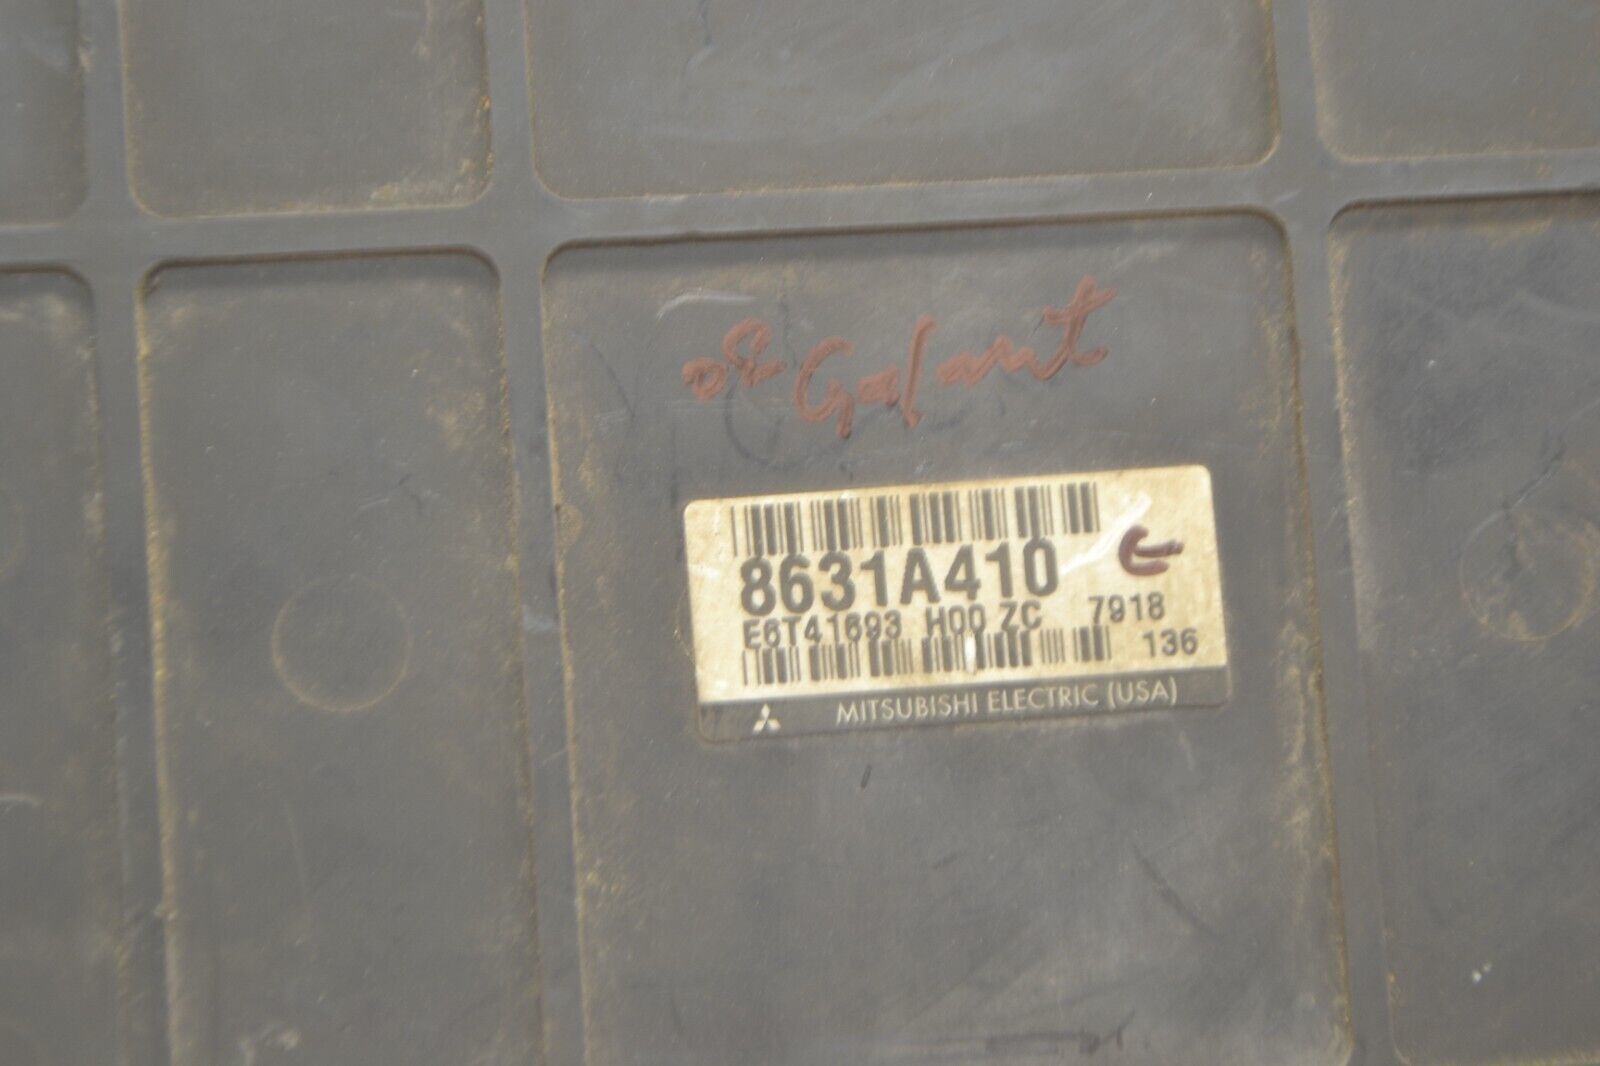 08 Galant
8631A410 C
E6T41693 H00 ZC 7918
136
MITSUBISHI ELECTRIC (USA)